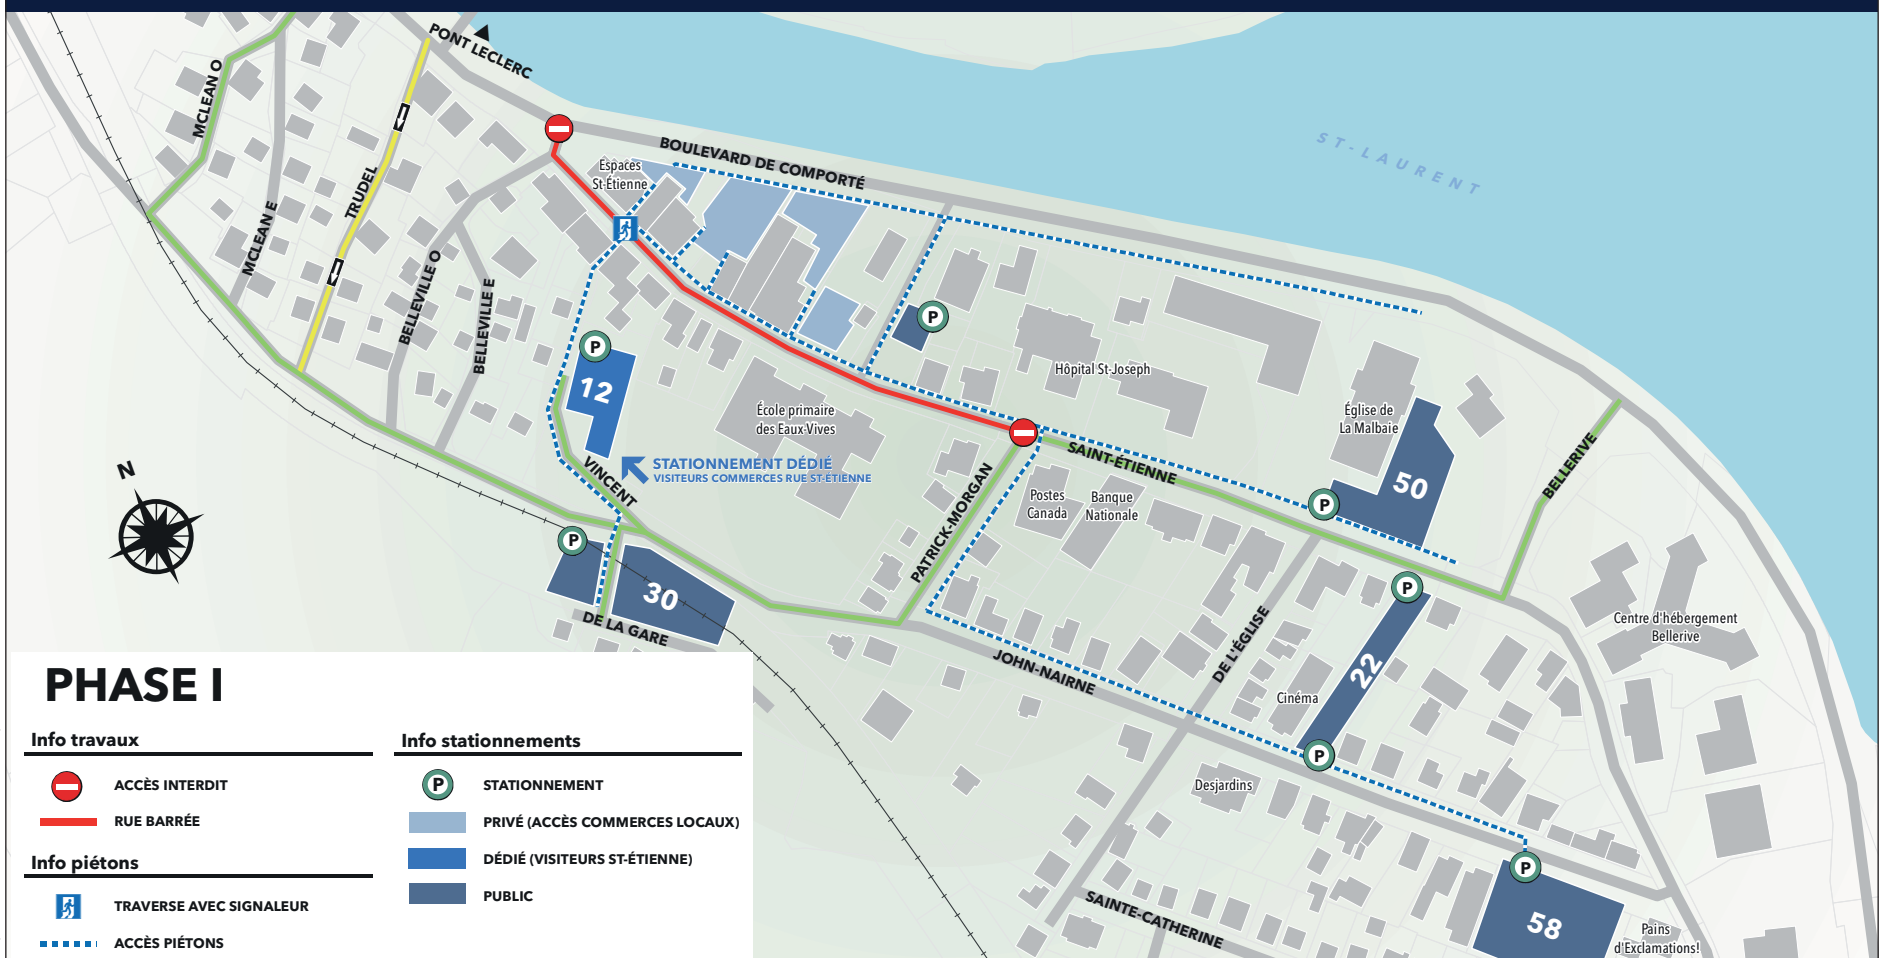 PONT LECLERC
MCLEAN O
BOULEVARD DE COMPORTÉ
ST-LAURENT
Espaces
St-Étienne
TRUDEL
MCLEAN E
BELLEVILLE O
BELLEVILLE E
P
P
12
Hôpital St-Joseph
École primaire
des Eaux-Vives
Église de
La Malbaie
SAINT-ÉTIENNE
BELLERIVE
STATIONNEMENT DÉDIÉ
VISITEURS COMMERCES RUE ST-ÉTIENNE
VINCENT
N
50
P
Postes
Canada
Banque
Nationale
PATRICK-MORGAN
P
30
P
DE LA GARE
Centre d'hébergement
Bellerive
DE L'ÉGLISE
JOHN-NAIRNE
22
Cinéma
P
Desjardins
P
58
SAINTE-CATHERINE
Pains
d'Exclamations!
PHASE I
Info travaux
ACCÈS INTERDIT
RUE BARRÉE
Info piétons
TRAVERSE AVEC SIGNALEUR
ACCÈS PIÉTONS
Info stationnements
P STATIONNEMENT
PRIVÉ (ACCÈS COMMERCES LOCAUX)
DÉDIÉ (VISITEURS ST-ÉTIENNE)
PUBLIC